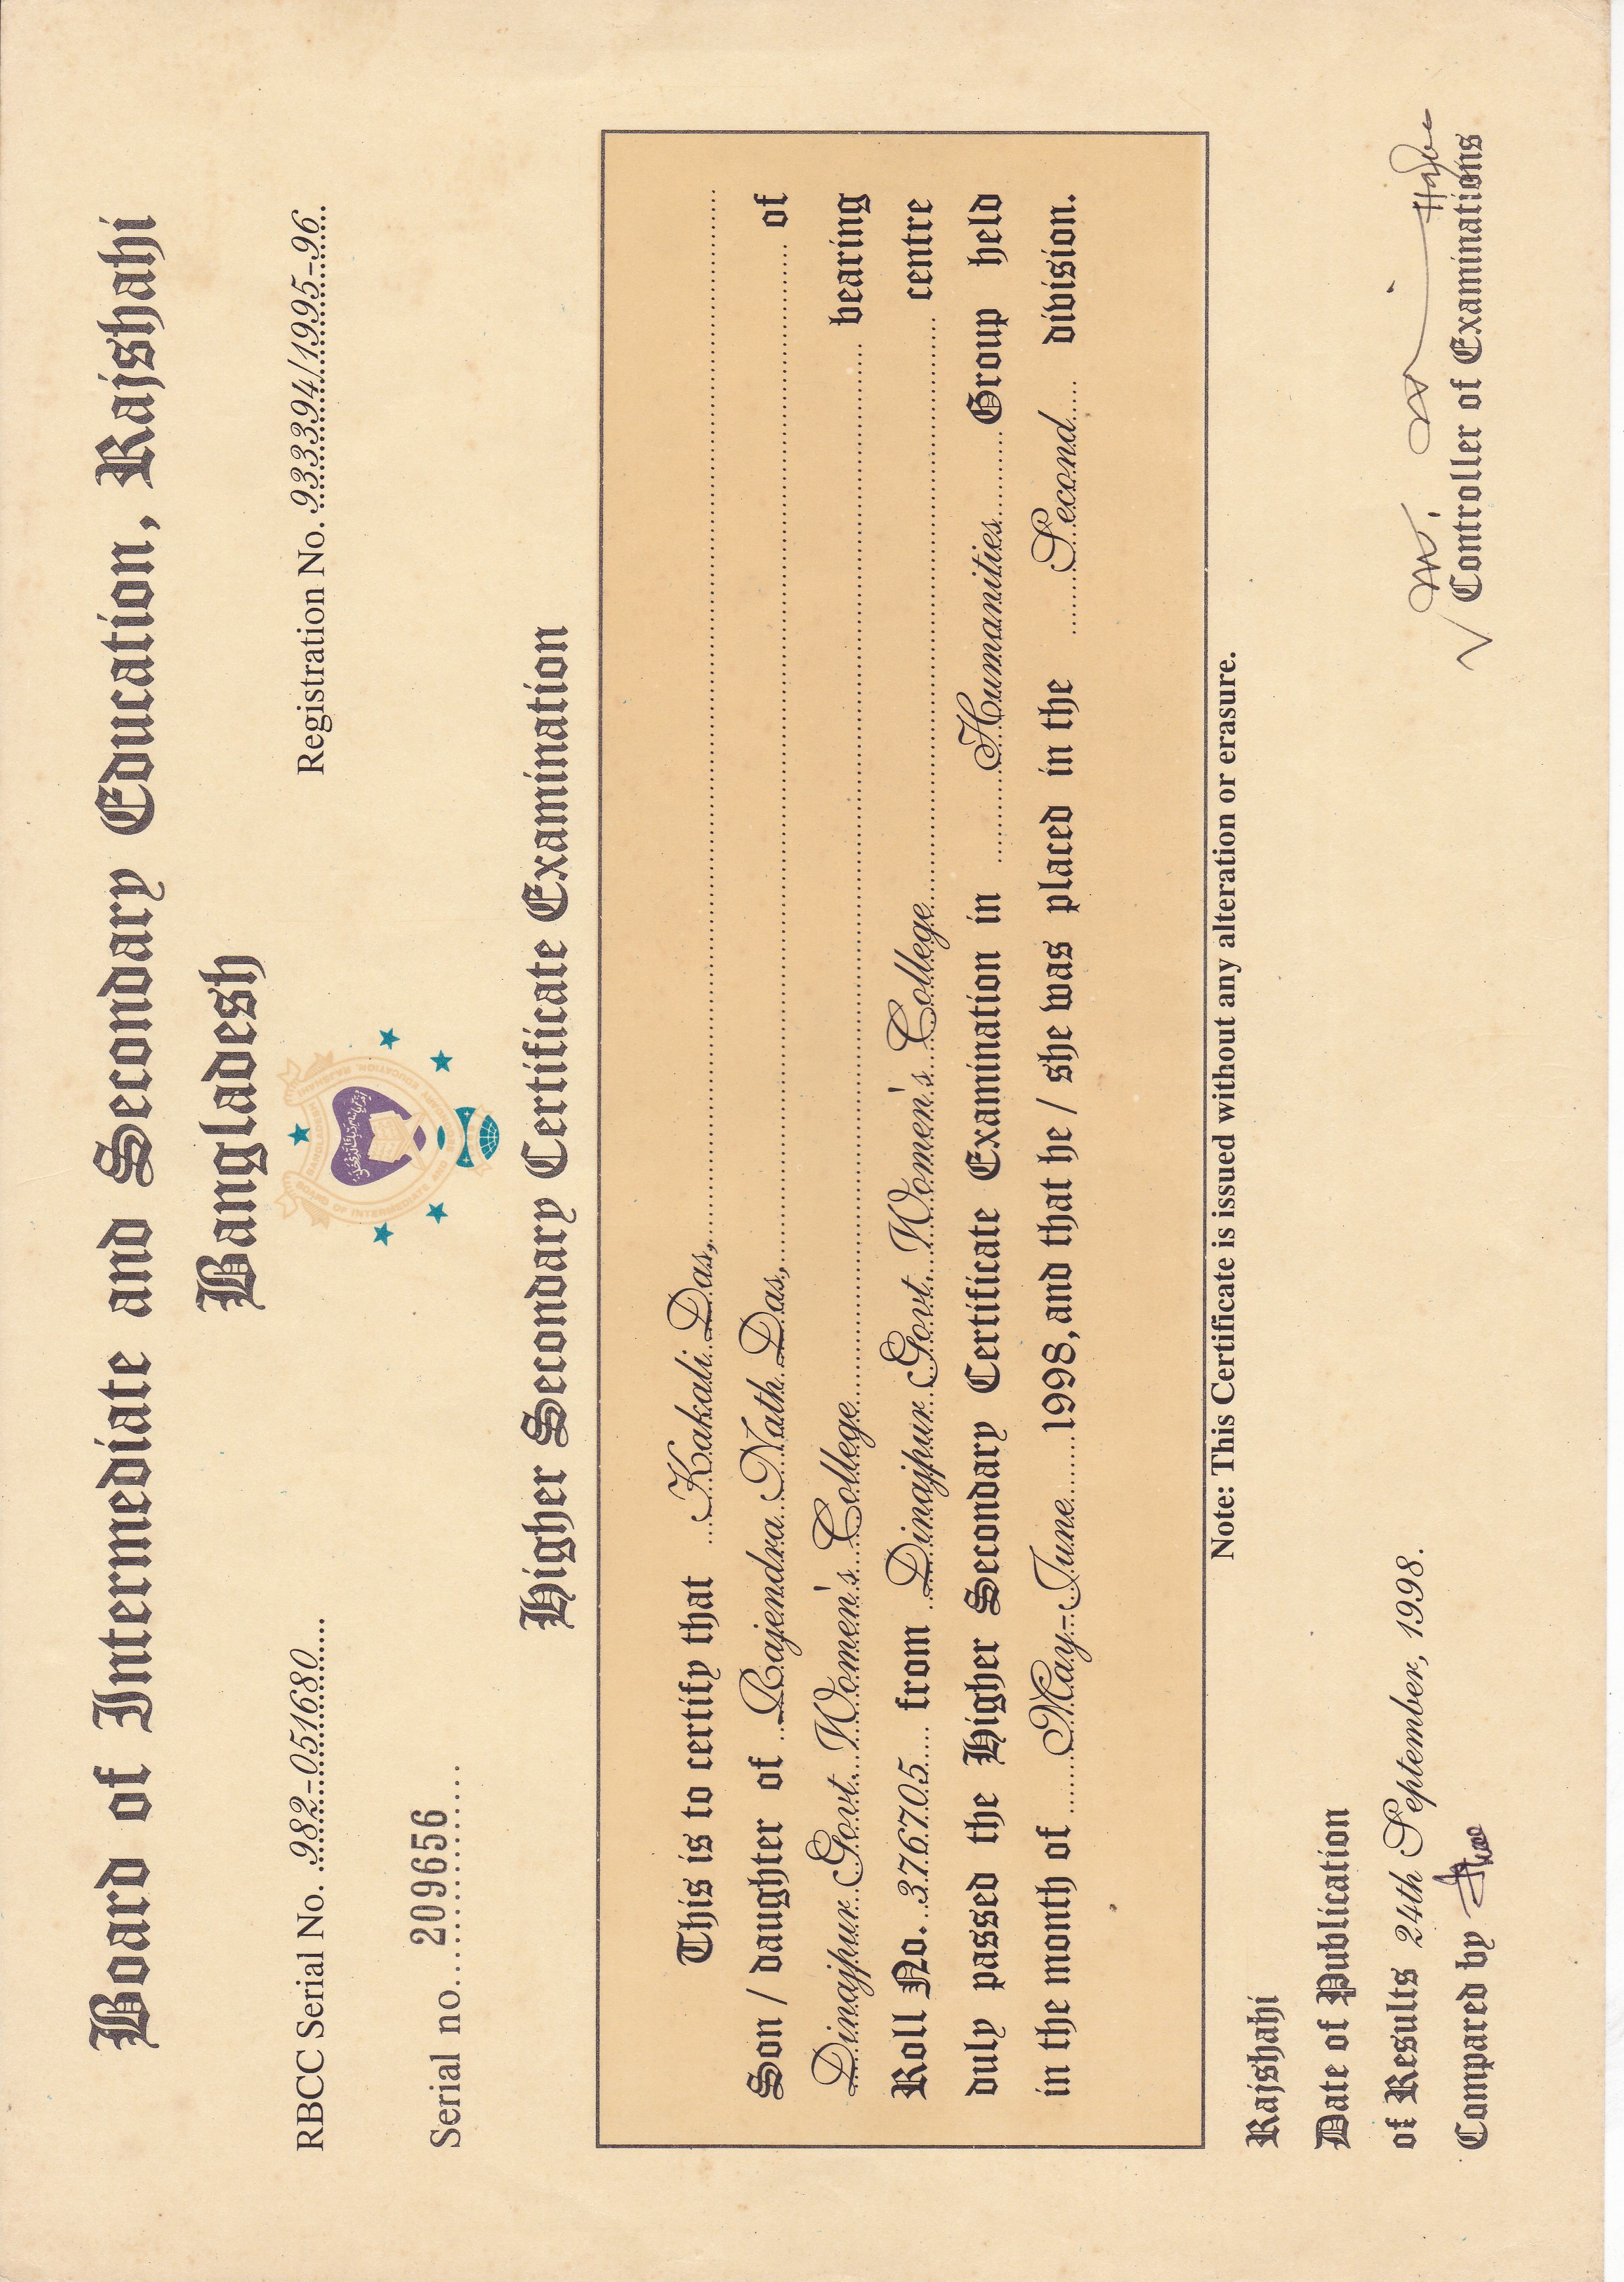 Board of Intermediate and Secondary Education, Rajshahi
Bangladesh
RBCC Serial No. 982-051680
Registration No. 933394/1995-96
Serial no. 209656
BOARD OF INTERMEDIATE AND SECONDARY EDUCATION, RAJSHAHI
Higher Secondary Certificate Examination
This is to certify that Kakali Das,
Son / daughter of Rajendra Nath Das, of
Dinajpur Govt. Women's College bearing
Roll No. 376705 from Dinajpur Govt. Women's College centre
duly passed the Higher Secondary Certificate Examination in Humanities Group held
in the month of May-June 1998, and that he / she was placed in the Second division.
Note: This Certificate is issued without any alteration or erasure.
Rajshahi
Date of Publication
of Results 24th September, 1998.
Compared by
Controller of Examinations